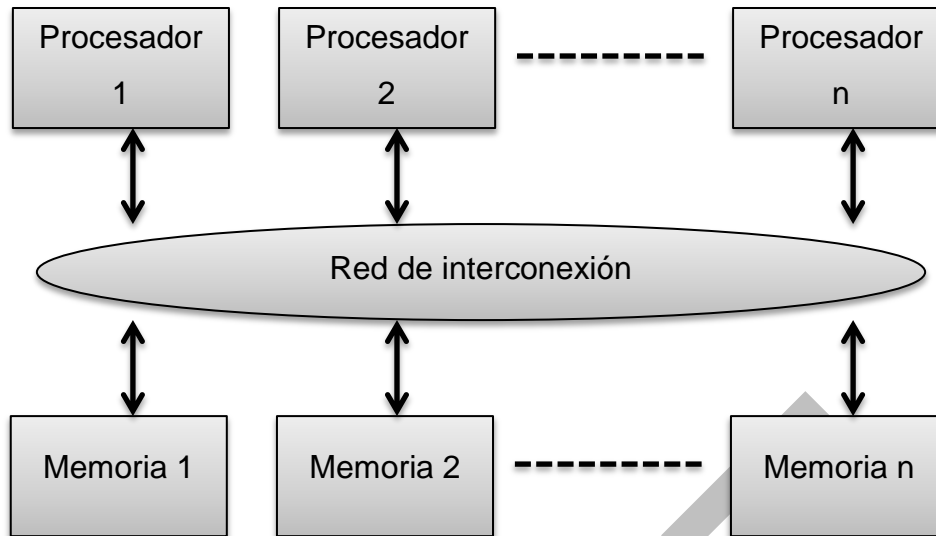 Procesador
1
Procesador
2
Procesador
n
Red de interconexión
Memoria 1
Memoria 2
Memoria n